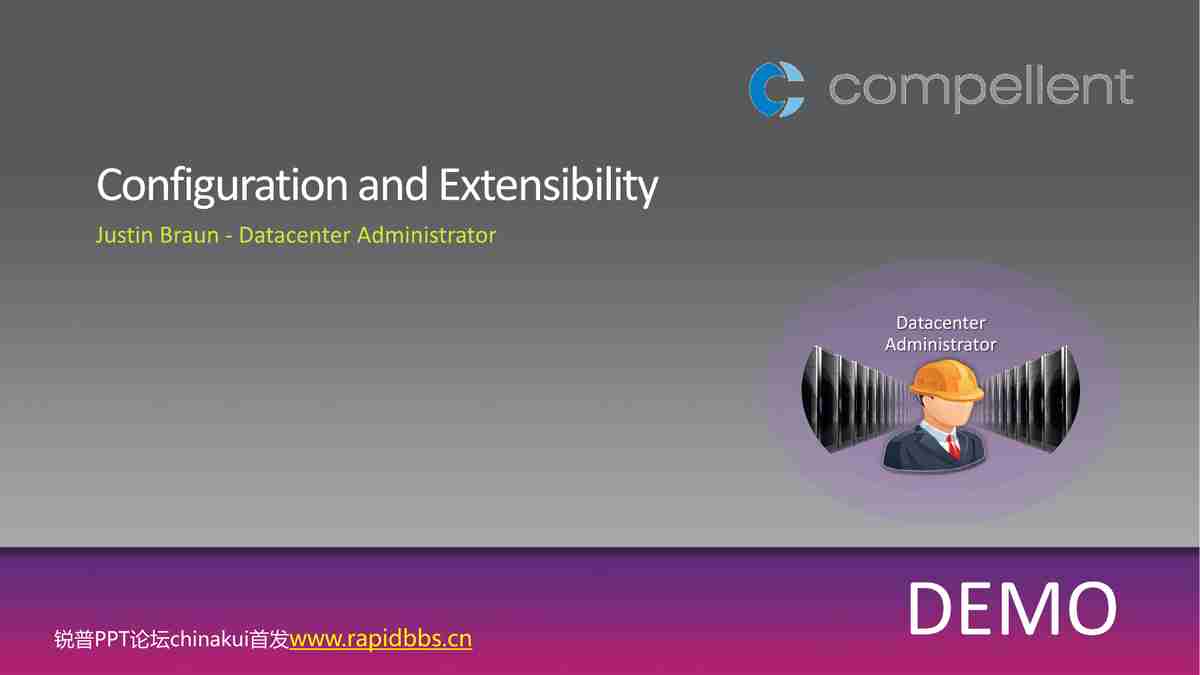 compellent
Configuration and Extensibility
Justin Braun - Datacenter Administrator
Datacenter
Administrator
DEMO
锐普PPT论坛chinakui首发www.rapidbbs.cn